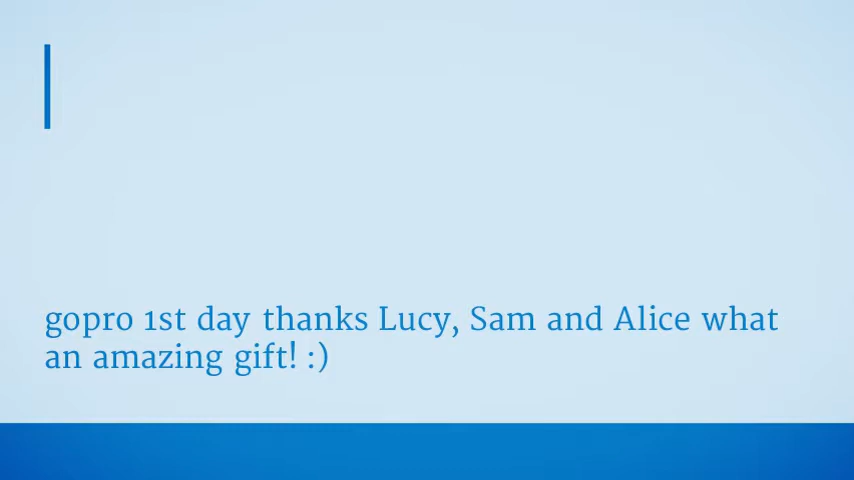 gopro 1st day thanks Lucy, Sam and Alice what
an amazing gift! :)